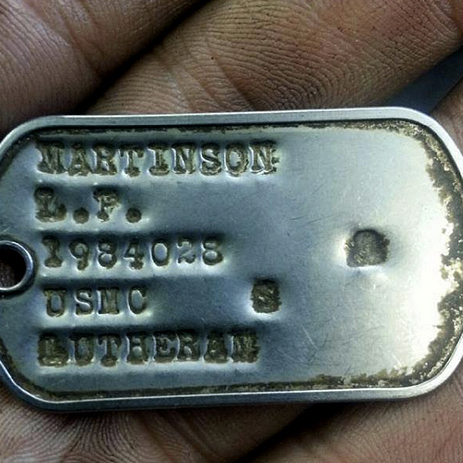 MARTINSON
L.P.
1984028
USMC S
LUTHERAN